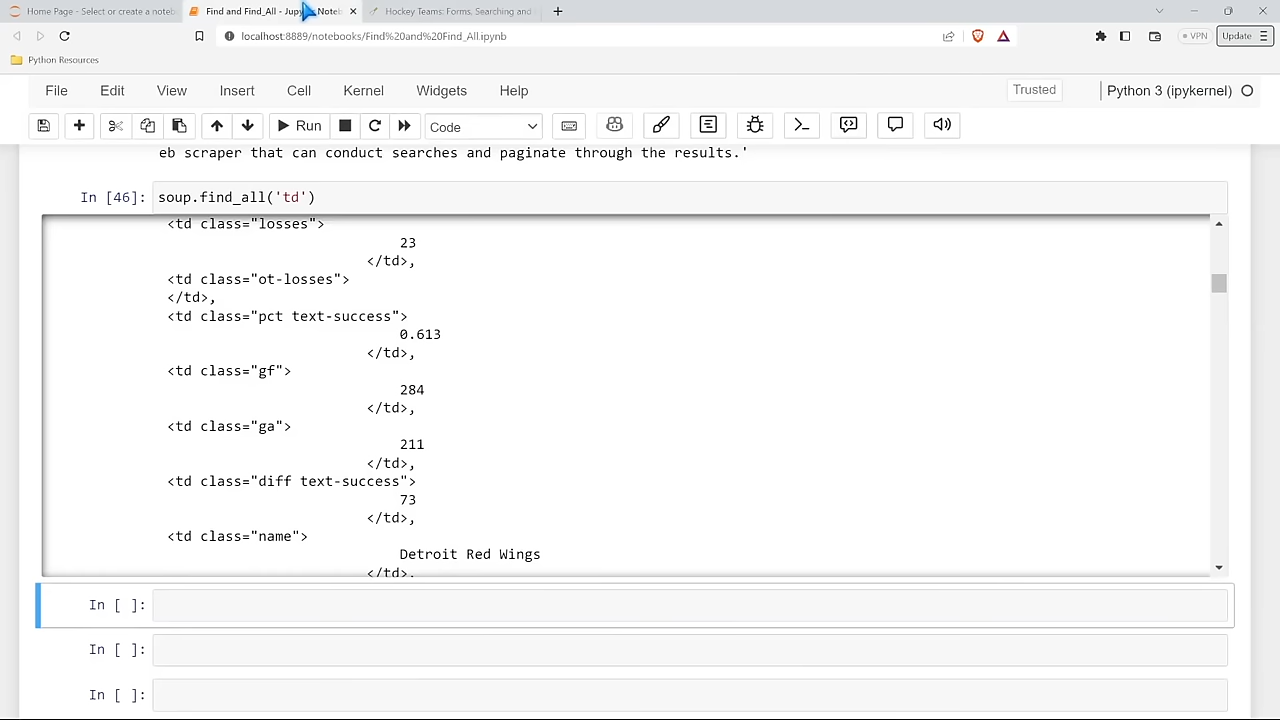 Home Page - Select or create a noteb
Find and Find_All - Jupy Noteb
Hockey Teams: Forms, Searching and
localhost:8889/notebooks/Find%20and%20Find_All.ipynb
VPN
Update
Python Resources
File Edit View Insert Cell Kernel Widgets Help
Trusted
Python 3 (ipykernel)
Run
Code
eb scraper that can conduct searches and paginate through the results.'
In [46]: soup.find_all('td')
<td class="losses">
23
</td>,
<td class="ot-losses">
</td>,
<td class="pct text-success">
0.613
</td>,
<td class="gf">
284
</td>,
<td class="ga">
211
</td>,
<td class="diff text-success">
73
</td>,
<td class="name">
Detroit Red Wings
</td>,
In [ ]:
In [ ]:
In [ ]: